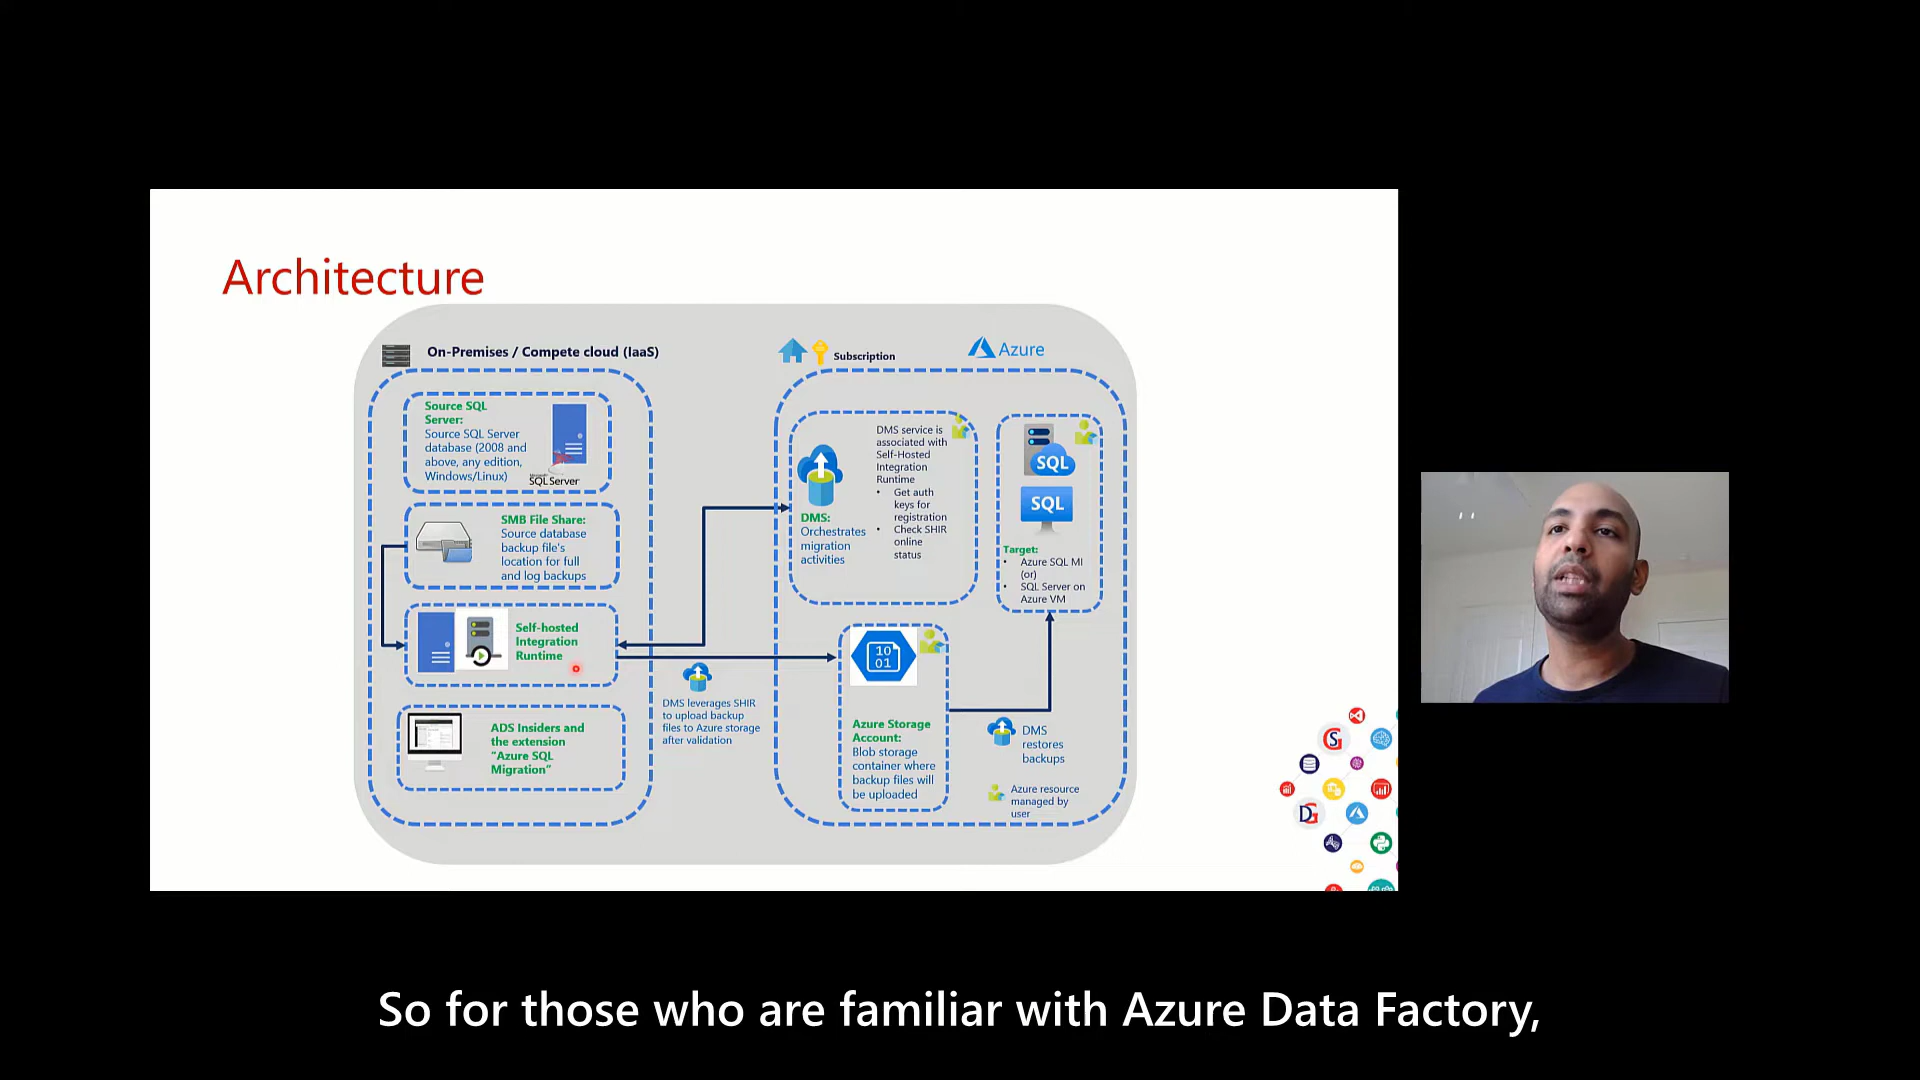 Architecture
On-Premises / Compete cloud (IaaS)
Subscription
Azure
Source SQL
Server:
Source SQL Server
database (2008 and
above, any edition,
Windows/Linux)
SQL Server
SMB File Share:
Source database
backup file's
location for full
and log backups
Self-hosted
Integration
Runtime
ADS Insiders and
the extension
"Azure SQL
Migration"
DMS leverages SHIR
to upload backup
files to Azure storage
after validation
DMS:
Orchestrates
migration
activities
DMS service is
associated with
Self-Hosted
Integration
Runtime
• Get auth
keys for
registration
• Check SHIR
online
status
SQL
SQL
Target:
• Azure SQL MI
(or)
• SQL Server on
Azure VM
10
01
Azure Storage
Account:
Blob storage
container where
backup files will
be uploaded
DMS
restores
backups
Azure resource
managed by
user
SG
DG
So for those who are familiar with Azure Data Factory,